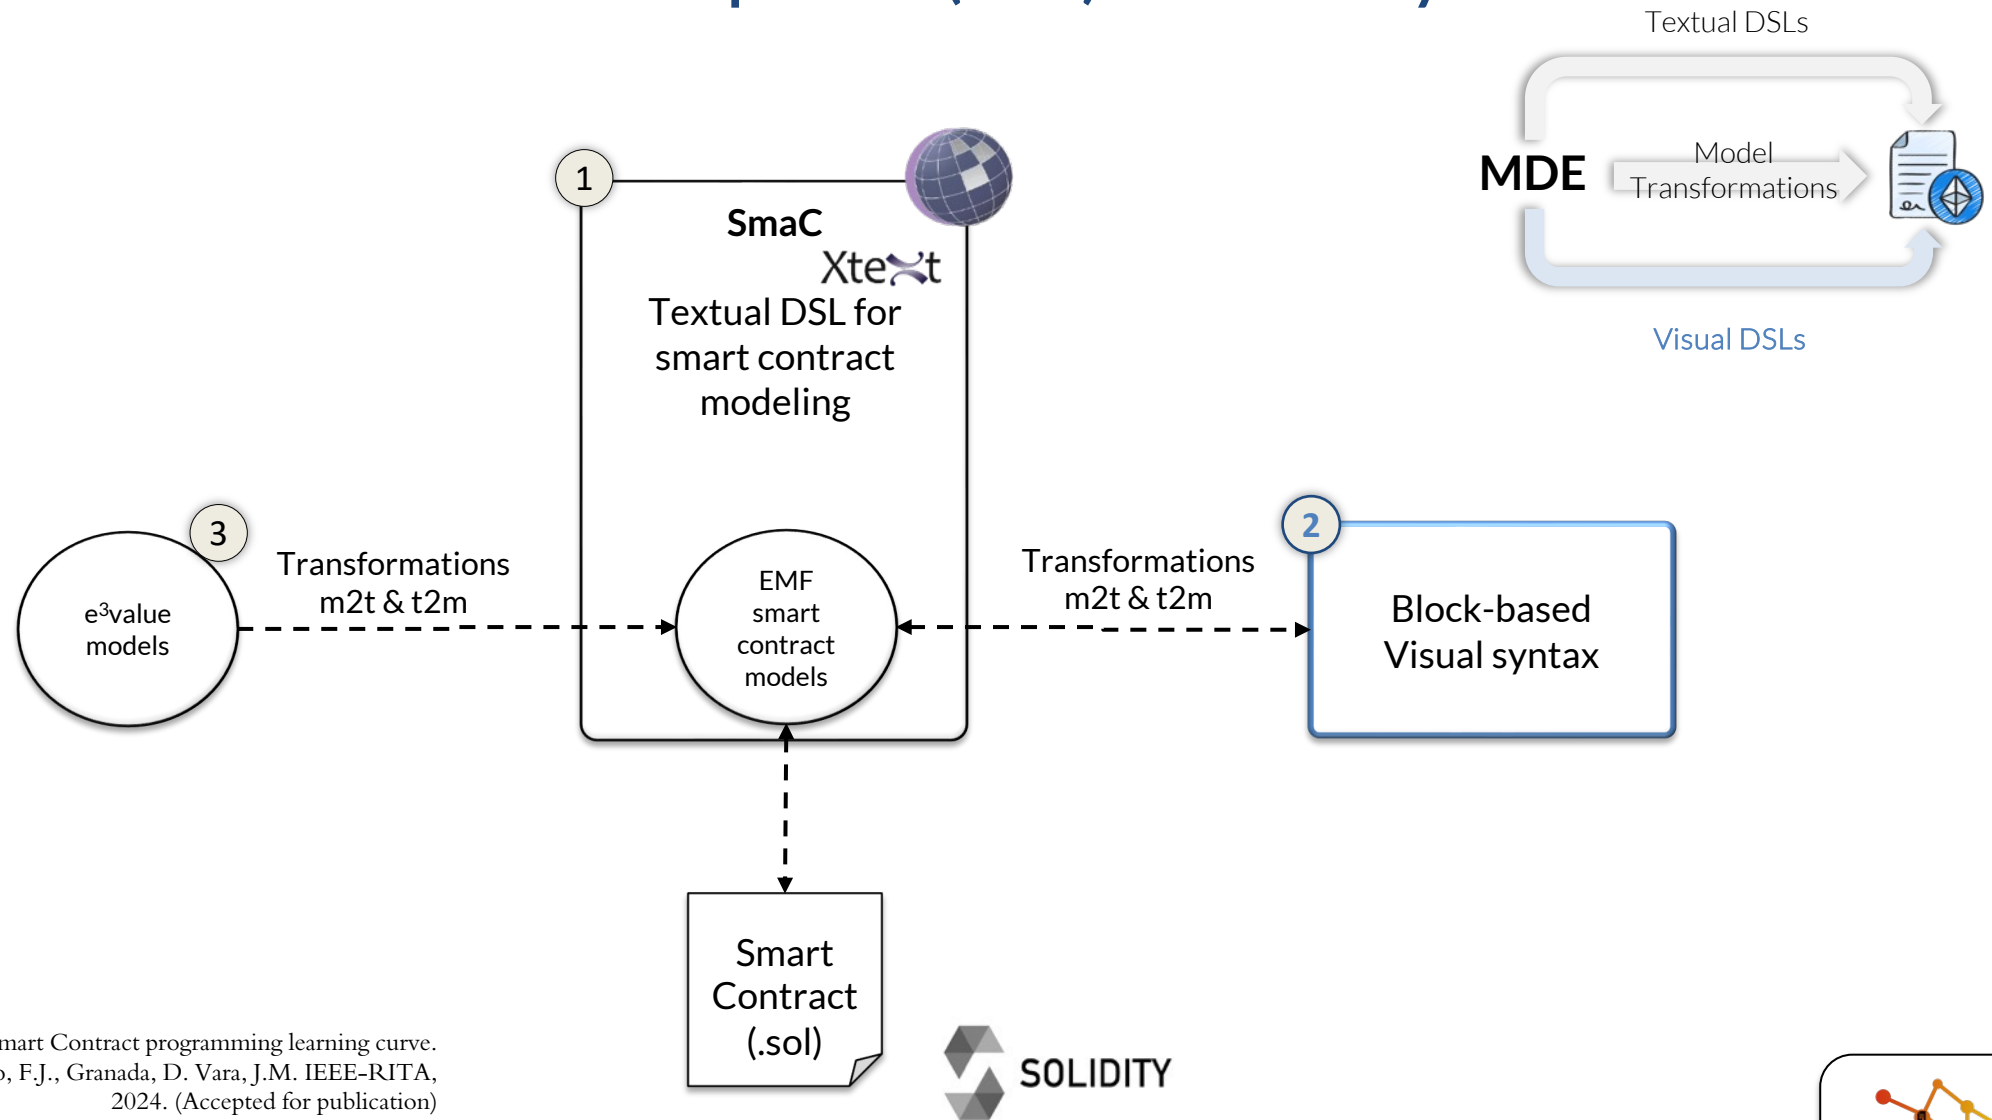 Textual DSLs
MDE
Model
Transformations
Visual DSLs
1
SmaC
Xtext
Textual DSL for
smart contract
modeling
3
e³value
models
Transformations
m2t & t2m
EMF
smart
contract
models
Transformations
m2t & t2m
2
Block-based
Visual syntax
Smart
Contract
(.sol)
SOLIDITY
mart Contract programming learning curve.
, F.J., Granada, D. Vara, J.M. IEEE-RITA,
2024. (Accepted for publication)